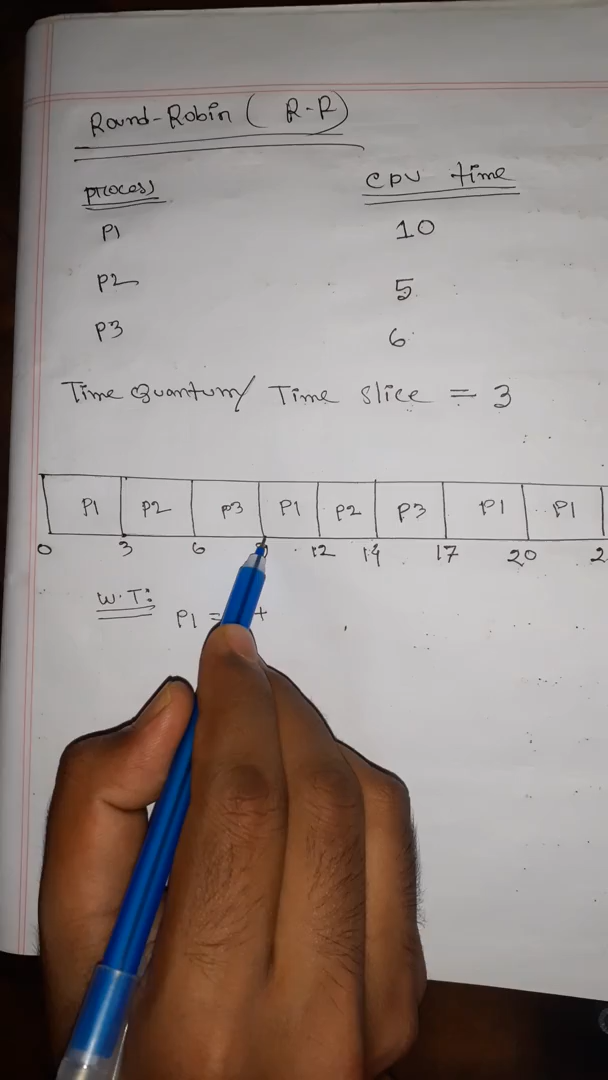 Round-Robin ( R-R)
process CPU time
P1 10
P2 5
P3 6
Time Quantum/ Time slice = 3
P1 P2 P3 P1 P2 P3 P1 P1
0 3 6 12 14 17 20 2
W.T:
P1 = +